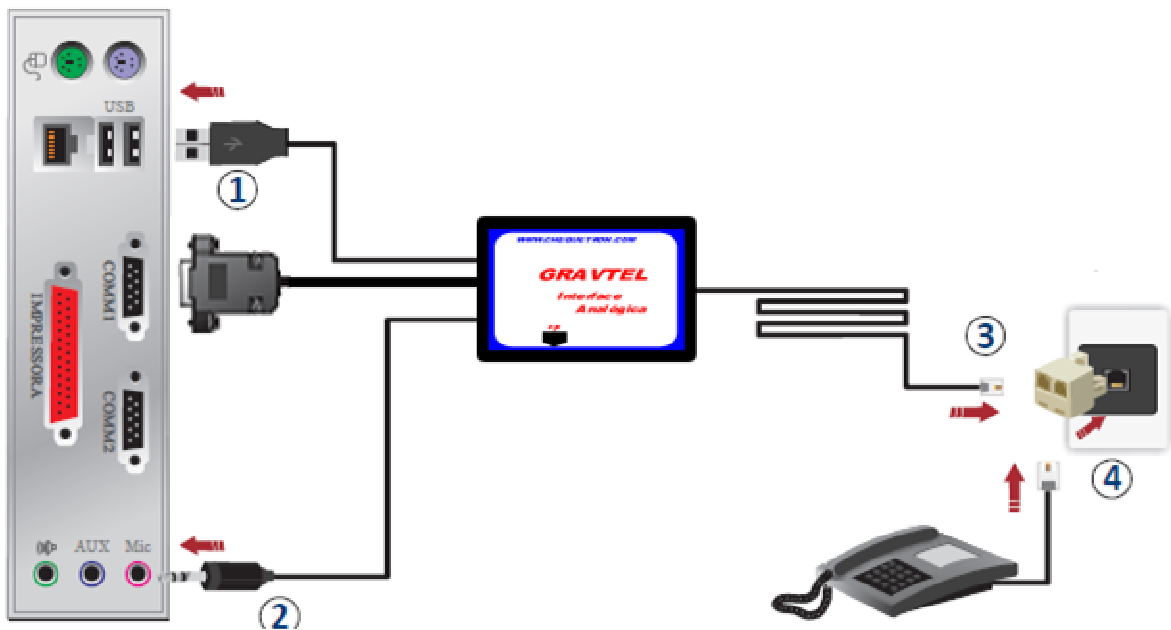 USB
①
COMM1
IMPRESSORA
COMM2
AUX Mic
②
GRAVTEL
Interface
Analógica
③
④